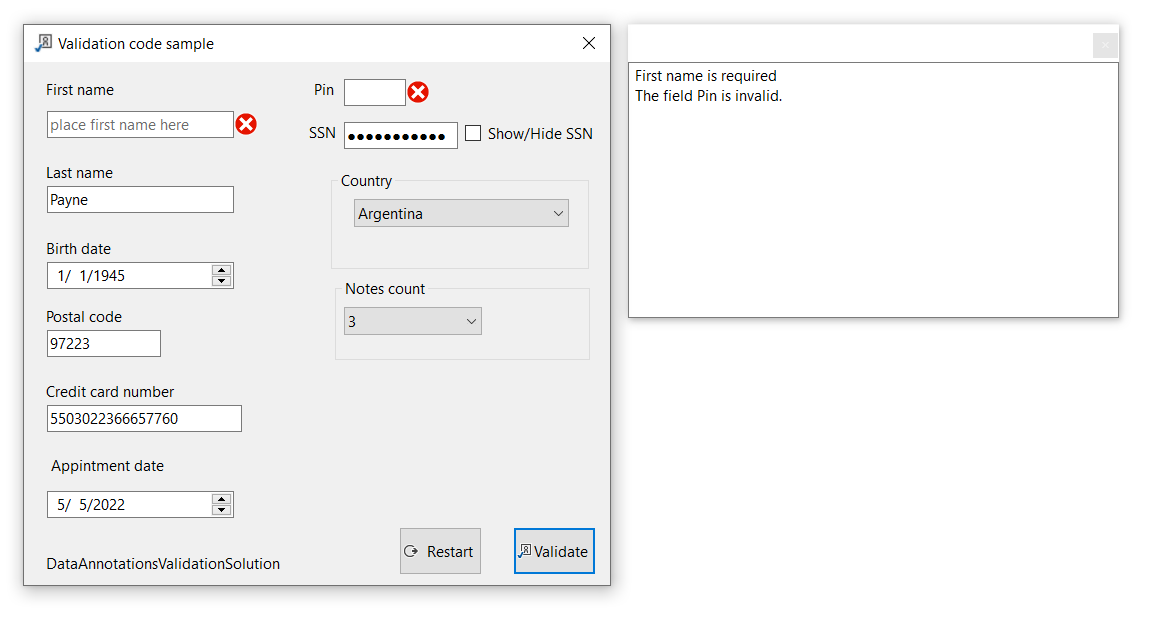 Validation code sample
First name
place first name here
Last name
Payne
Birth date
1/ 1/1945
Postal code
97223
Credit card number
5503022366657760
Appintment date
5/ 5/2022
DataAnnotationsValidationSolution
Pin
SSN
●●●●●●●●●●●
Show/Hide SSN
Country
Argentina
Notes count
3
Restart
Validate
First name is required
The field Pin is invalid.